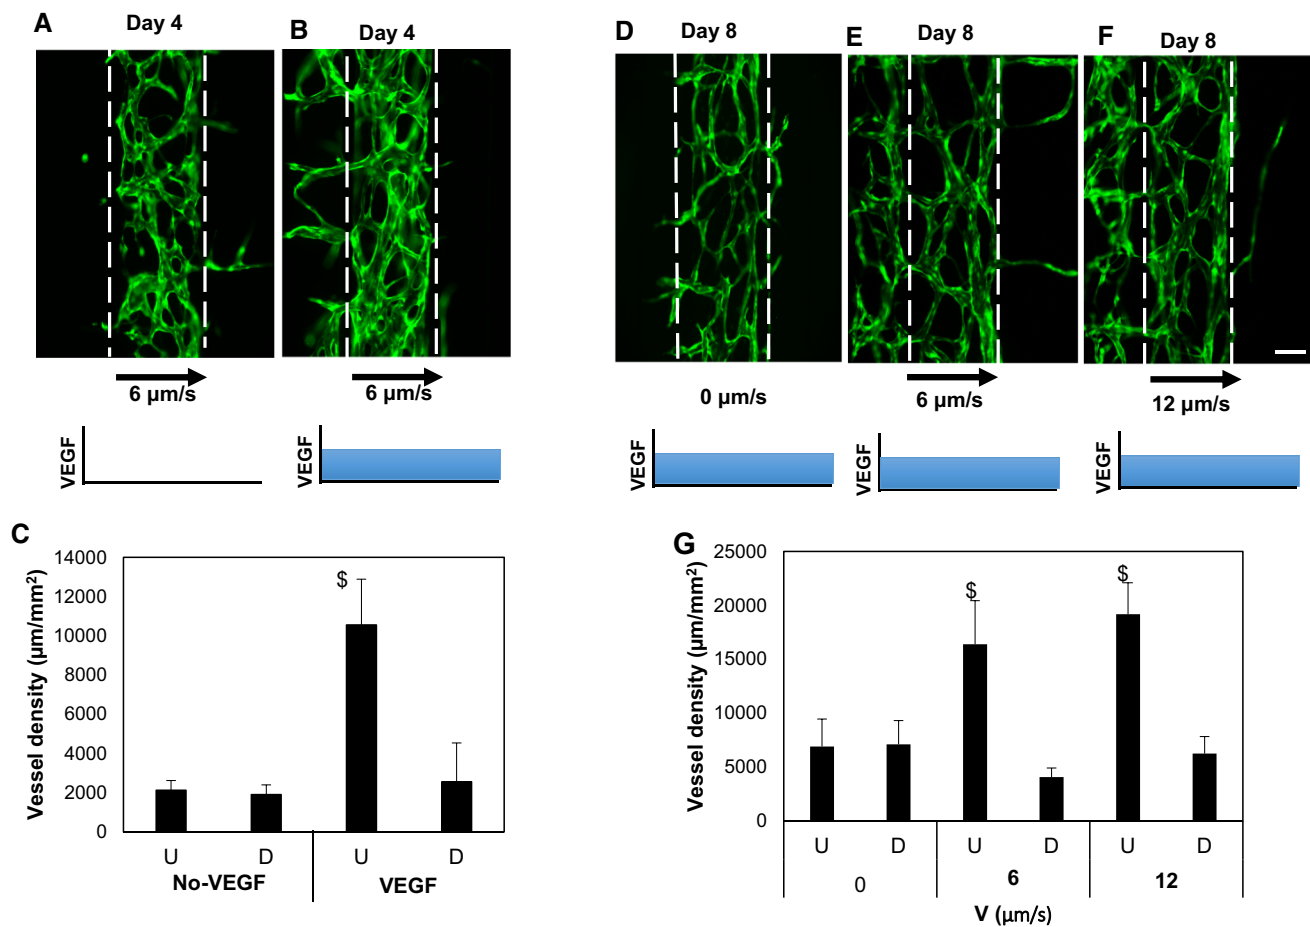 A
Day 4
6 µm/s
VEGF
B
Day 4
6 µm/s
VEGF
C
Vessel density (µm/mm²)
14000
12000
10000
8000
6000
4000
2000
0
$
U
D
U
D
No-VEGF
VEGF
D
Day 8
0 µm/s
VEGF
E
Day 8
6 µm/s
VEGF
F
Day 8
12 µm/s
VEGF
G
Vessel density (µm/mm²)
25000
20000
15000
10000
5000
0
$
$
U
D
U
D
U
D
0
6
12
V (µm/s)